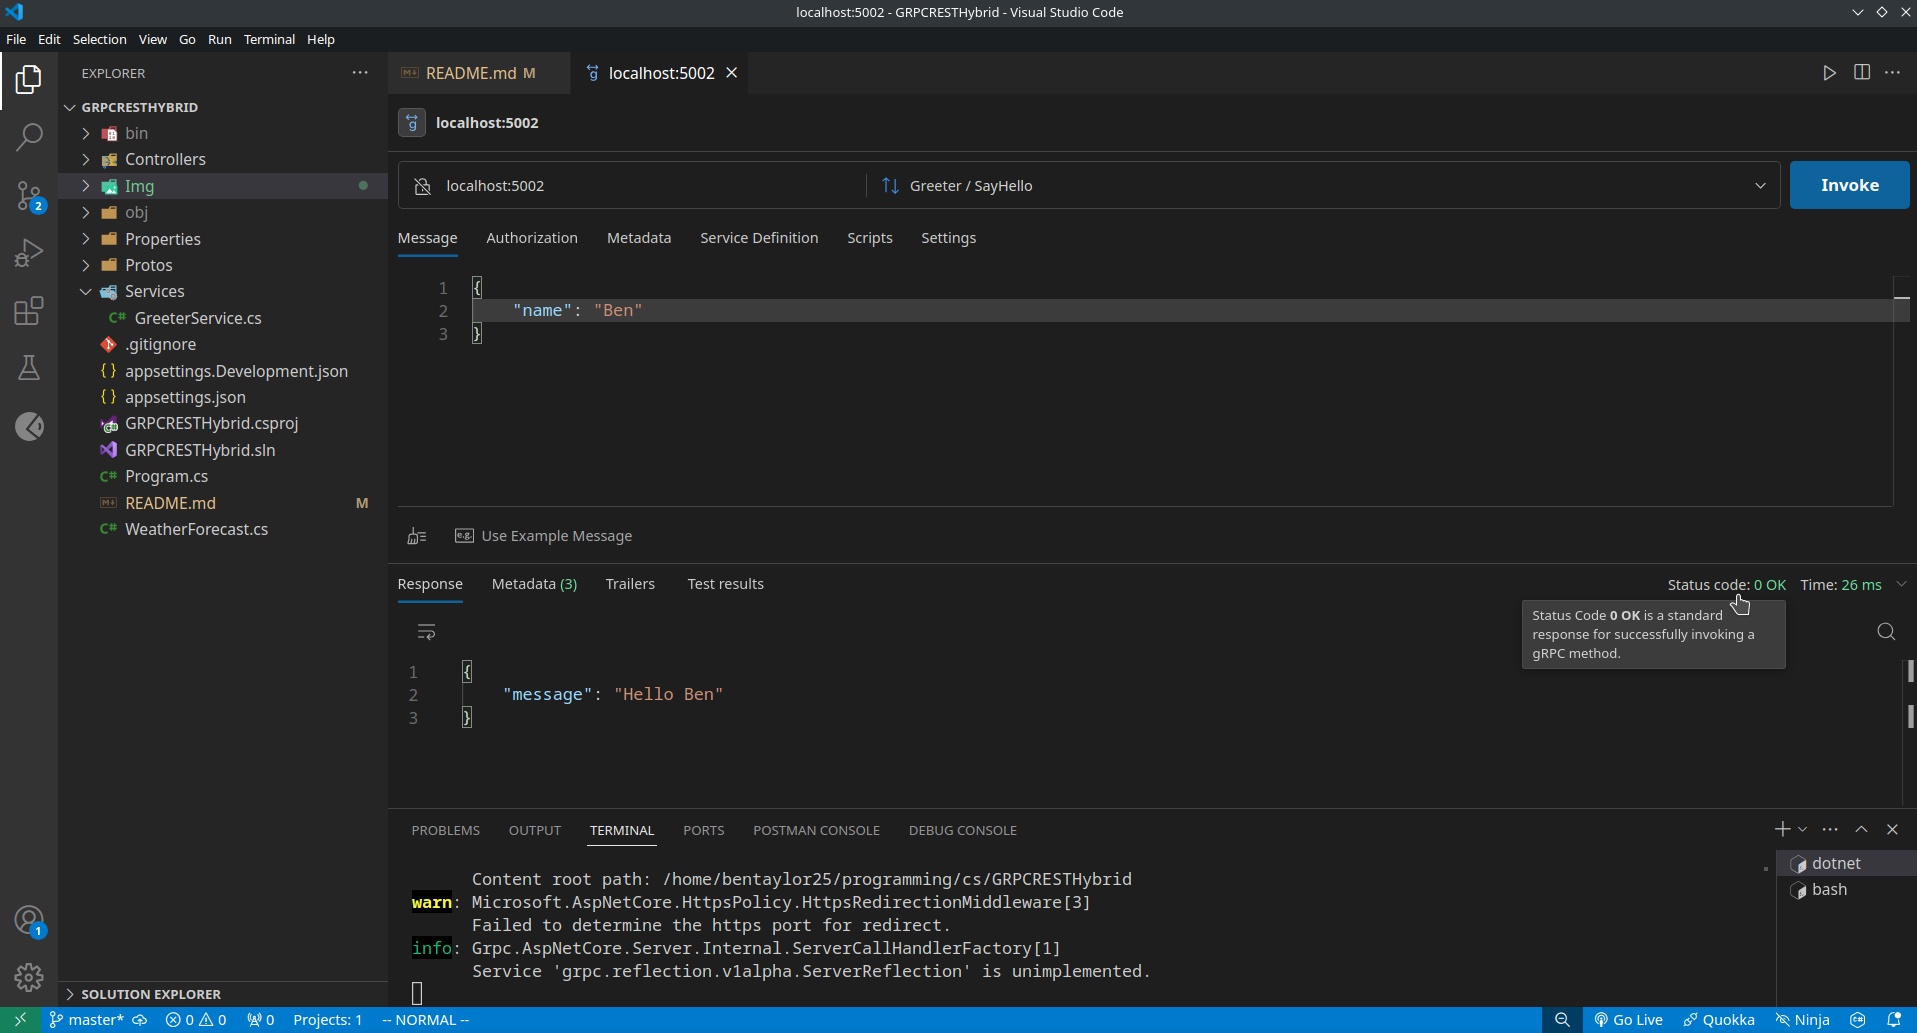 localhost:5002 - GRPCRESTHybrid - Visual Studio Code
File Edit Selection View Go Run Terminal Help
EXPLORER
GRPCRESTHYBRID
bin
Controllers
Img
obj
Properties
Protos
Services
C# GreeterService.cs
.gitignore
{} appsettings.Development.json
{} appsettings.json
GRPCRESTHybrid.csproj
GRPCRESTHybrid.sln
C# Program.cs
README.md M
C# WeatherForecast.cs
SOLUTION EXPLORER
2
1
README.md M
g localhost:5002
g localhost:5002
localhost:5002
Greeter / SayHello
Invoke
Message Authorization Metadata Service Definition Scripts Settings
1 {
2 "name": "Ben"
3 }
e.g. Use Example Message
Response Metadata (3) Trailers Test results
Status code: 0 OK Time: 26 ms
Status Code 0 OK is a standard
response for successfully invoking a
gRPC method.
1 {
2 "message": "Hello Ben"
3 }
PROBLEMS OUTPUT TERMINAL PORTS POSTMAN CONSOLE DEBUG CONSOLE
Content root path: /home/bentaylor25/programming/cs/GRPCRESTHybrid
warn: Microsoft.AspNetCore.HttpsPolicy.HttpsRedirectionMiddleware[3]
Failed to determine the https port for redirect.
info: Grpc.AspNetCore.Server.Internal.ServerCallHandlerFactory[1]
Service 'grpc.reflection.v1alpha.ServerReflection' is unimplemented.
dotnet
bash
master* 0 0 0 Projects: 1 -- NORMAL -- Go Live Quokka Ninja